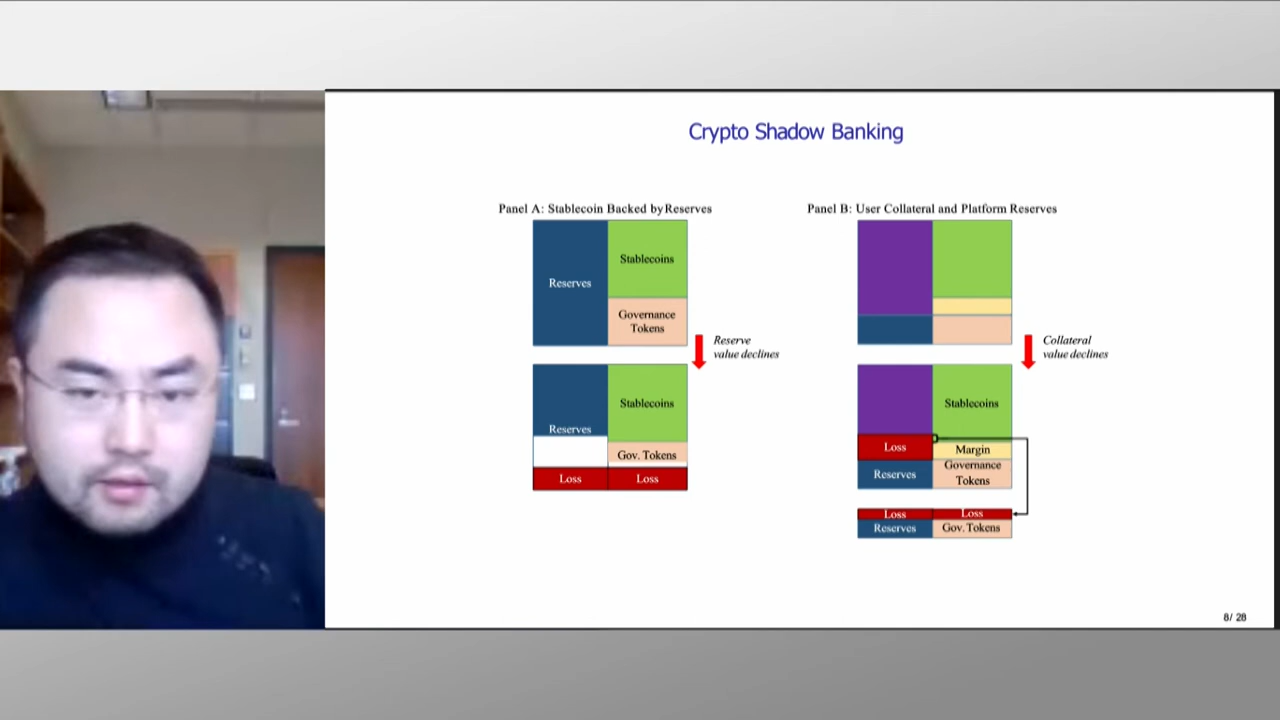 Crypto Shadow Banking
Panel A: Stablecoin Backed by Reserves
Reserves
Stablecoins
Governance
Tokens
Reserve
value declines
Reserves
Stablecoins
Gov. Tokens
Loss
Loss
Panel B: User Collateral and Platform Reserves
Collateral
value declines
Stablecoins
Loss
Margin
Reserves
Governance
Tokens
Loss
Loss
Reserves
Gov. Tokens
8/ 28